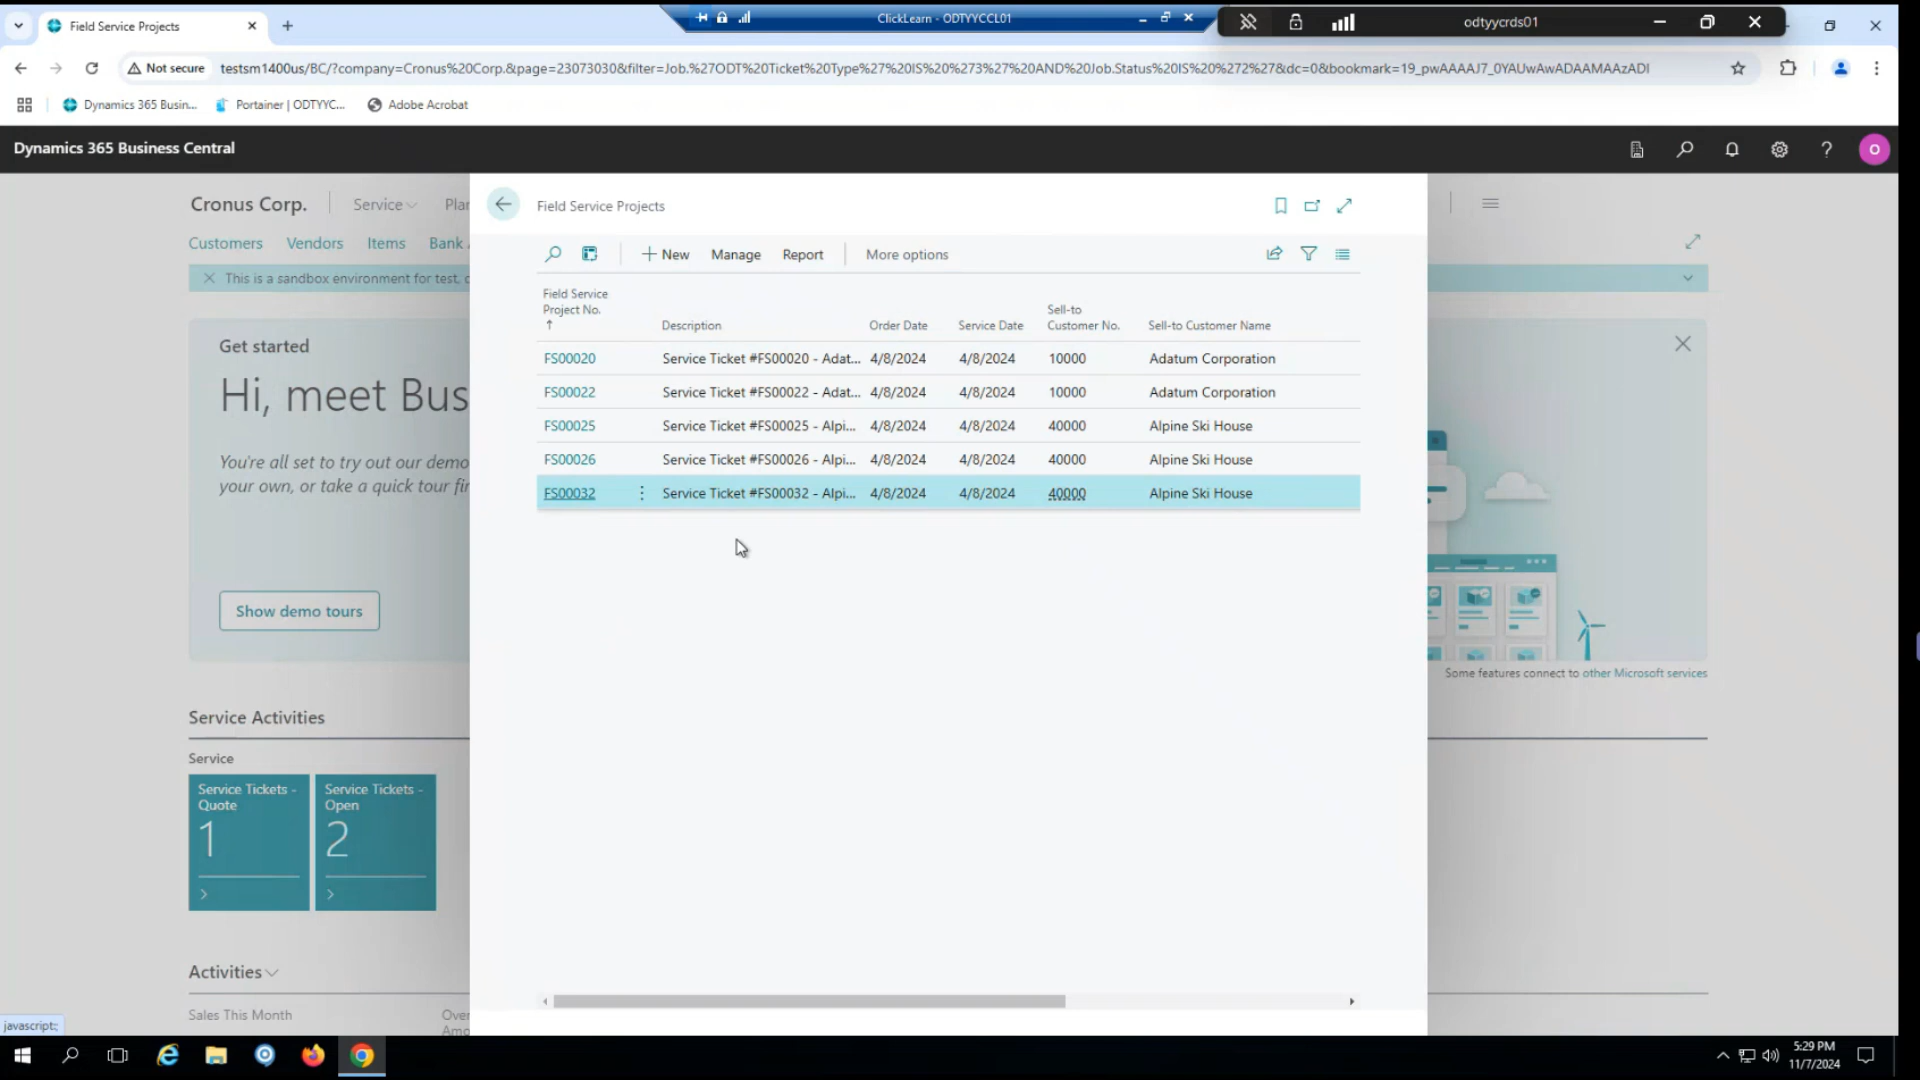 Field Service Projects
ClickLearn - ODTYYCCL01
odtyycrds01
Not secure
testsm1400us/BC/?company=Cronus%20Corp.&page=23073030&filter=Job.%27ODT%20Ticket%20Type%27%20IS%20%273%27%20AND%20Job.Status%20IS%20%272%27&dc=0&bookmark=19_pwAAAAJ7_0YAUwAwADAAMAAzADI
Dynamics 365 Busin...
Portainer | ODTYYC...
Adobe Acrobat
Dynamics 365 Business Central
O
Cronus Corp.
Service
Plan
Customers
Vendors
Items
Bank
This is a sandbox environment for test,
Get started
Hi, meet Bus
You're all set to try out our demo
your own, or take a quick tour
Show demo tours
Field Service Projects
New
Manage
Report
More options
Field Service
Project No.
Description
Order Date
Service Date
Sell-to
Customer No.
Sell-to Customer Name
FS00020 Service Ticket #FS00020 - Adat... 4/8/2024 4/8/2024 10000 Adatum Corporation
FS00022 Service Ticket #FS00022 - Adat... 4/8/2024 4/8/2024 10000 Adatum Corporation
FS00025 Service Ticket #FS00025 - Alpi... 4/8/2024 4/8/2024 40000 Alpine Ski House
FS00026 Service Ticket #FS00026 - Alpi... 4/8/2024 4/8/2024 40000 Alpine Ski House
FS00032 Service Ticket #FS00032 - Alpi... 4/8/2024 4/8/2024 40000 Alpine Ski House
Some features connect to other Microsoft services
Service Activities
Service
Service Tickets -
Quote
1
Service Tickets -
Open
2
Activities
Sales This Month
Over
Amo
javascript:;
5:29 PM
11/7/2024